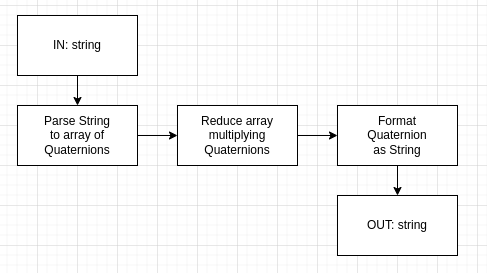 IN: string
Parse String
to array of
Quaternions
Reduce array
multiplying
Quaternions
Format
Quaternion
as String
OUT: string